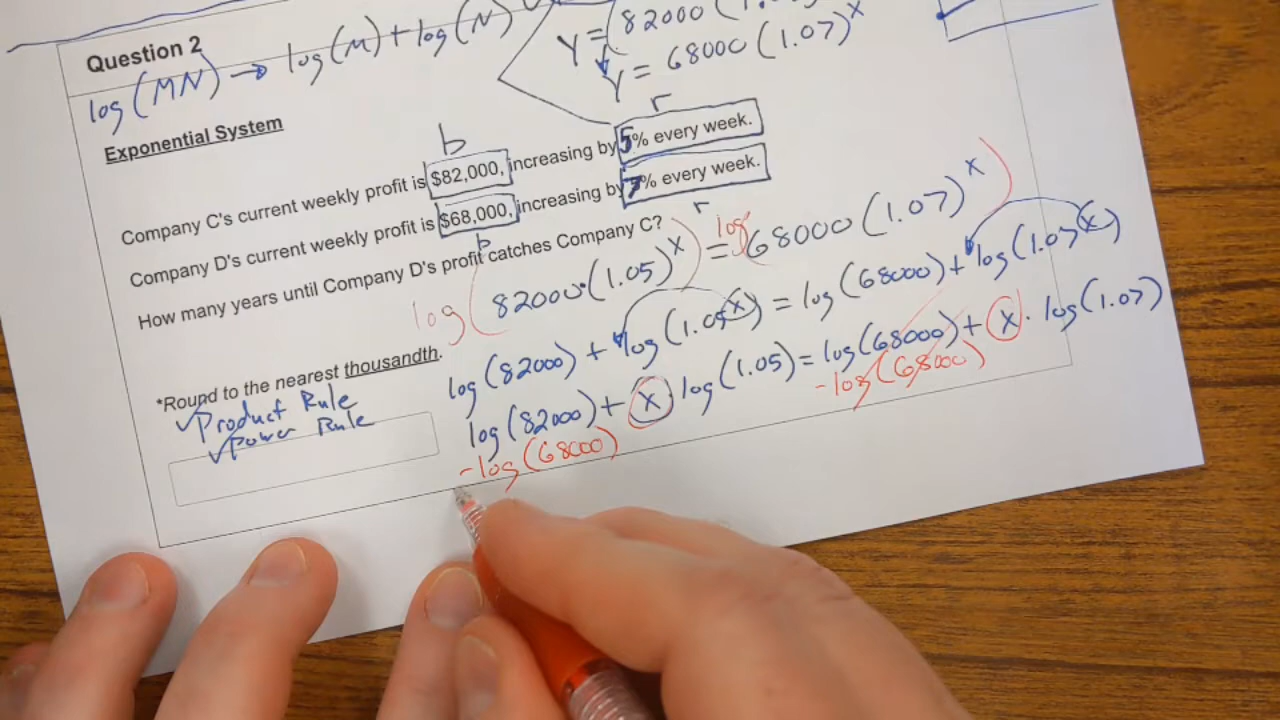 Question 2
log(MN) → log(M) + log(N)
Y = (82000(1.
Y = 68000(1.07)^x
Exponential System
b
r
Company C's current weekly profit is $82,000, increasing by 5% every week.
Company D's current weekly profit is $68,000, increasing by 7% every week.
b
r
How many years until Company D's profit catches Company C?
log(82000·(1.05)^x) = log(68000(1.07)^x)
log(82000) + log(1.05^x) = log(68000) + log(1.07^x)
log(82000) + x log(1.05) = log(68000) + x · log(1.07)
-log(68000) -log(68000)
*Round to the nearest thousandth.
✓Product Rule
✓Power Rule